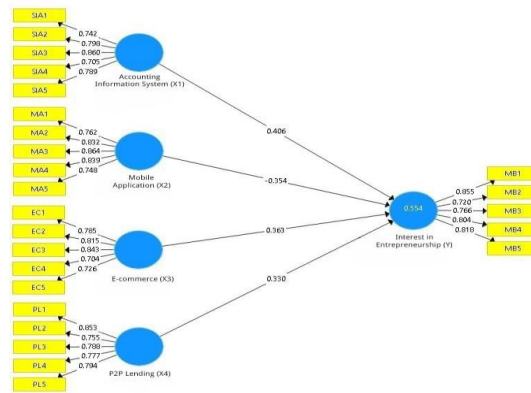 SIA1
SIA2
SIA3
SIA4
SIA5
0.742
0.798
0.860
0.705
0.789
Accounting
Information System (X1)
MA1
MA2
MA3
MA4
MA5
0.762
0.832
0.864
0.839
0.748
Mobile
Application (X2)
EC1
EC2
EC3
EC4
EC5
0.785
0.815
0.843
0.704
0.726
E-commerce (X3)
PL1
PL2
PL3
PL4
PL5
0.853
0.755
0.788
0.777
0.794
P2P Lending (X4)
0.406
-0.354
0.363
0.330
0.554
Interest in
Entrepreneurship (Y)
0.855
0.720
0.766
0.804
0.818
MB1
MB2
MB3
MB4
MB5